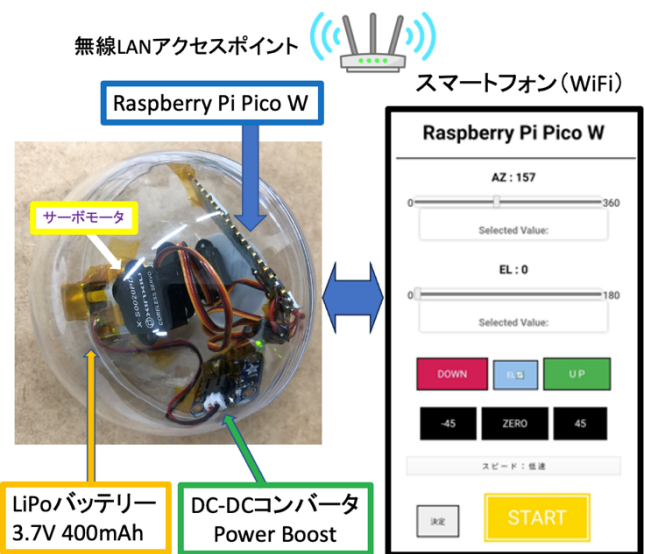 無線LANアクセスポイント
Raspberry Pi Pico W
サーボモータ
X-S0020MD
XINXIU
CORELESS SERVO
LiPoバッテリー
3.7V 400mAh
DC-DCコンバータ
Power Boost
スマートフォン（WiFi）
Raspberry Pi Pico W
AZ : 157
0
360
Selected Value:
EL : 0
0
180
Selected Value:
DOWN
U P
-45
ZERO
45
スピード：低速
決定
START